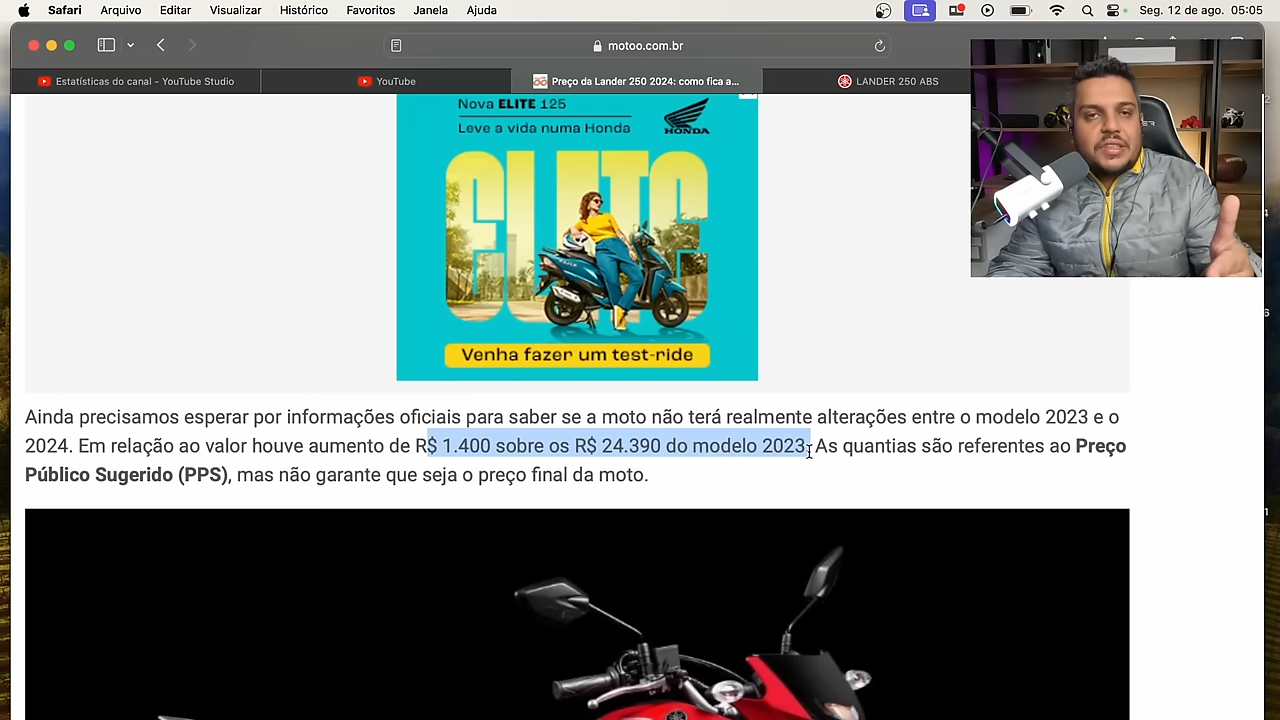 Safari Arquivo Editar Visualizar Histórico Favoritos Janela Ajuda Seg. 12 de ago. 05:05
motoo.com.br
Estatísticas do canal - YouTube Studio YouTube Preço da Lander 250 2024: como fica a... LANDER 250 ABS
Nova ELITE 125
Leve a vida numa Honda
HONDA
ELITE
Venha fazer um test-ride
Ainda precisamos esperar por informações oficiais para saber se a moto não terá realmente alterações entre o modelo 2023 e o
2024. Em relação ao valor houve aumento de R$ 1.400 sobre os R$ 24.390 do modelo 2023. As quantias são referentes ao Preço
Público Sugerido (PPS), mas não garante que seja o preço final da moto.